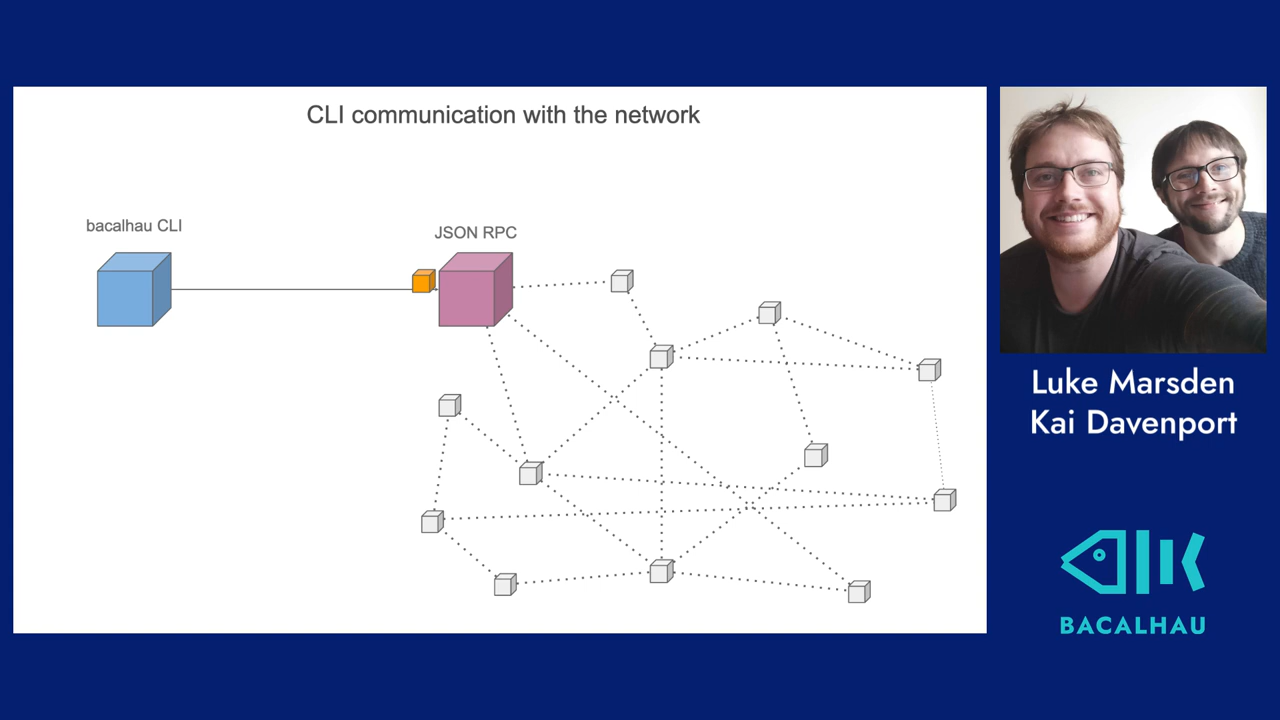 CLI communication with the network
bacalhau CLI
JSON RPC
Luke Marsden
Kai Davenport
BACALHAU